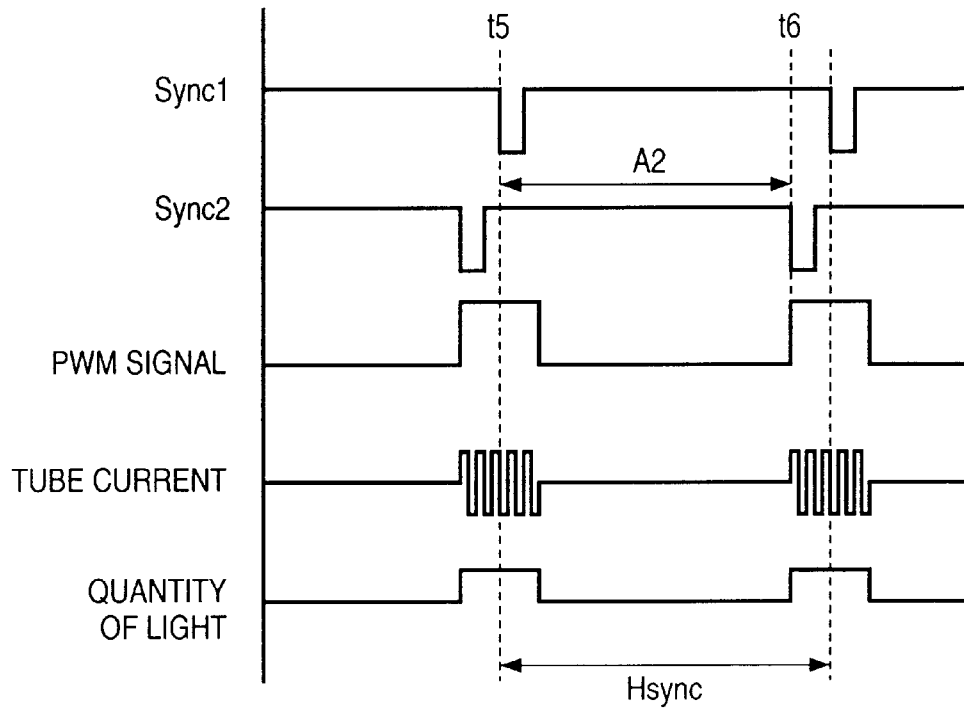 t5
t6
Sync1
A2
Sync2
PWM SIGNAL
TUBE CURRENT
QUANTITY
OF LIGHT
Hsync